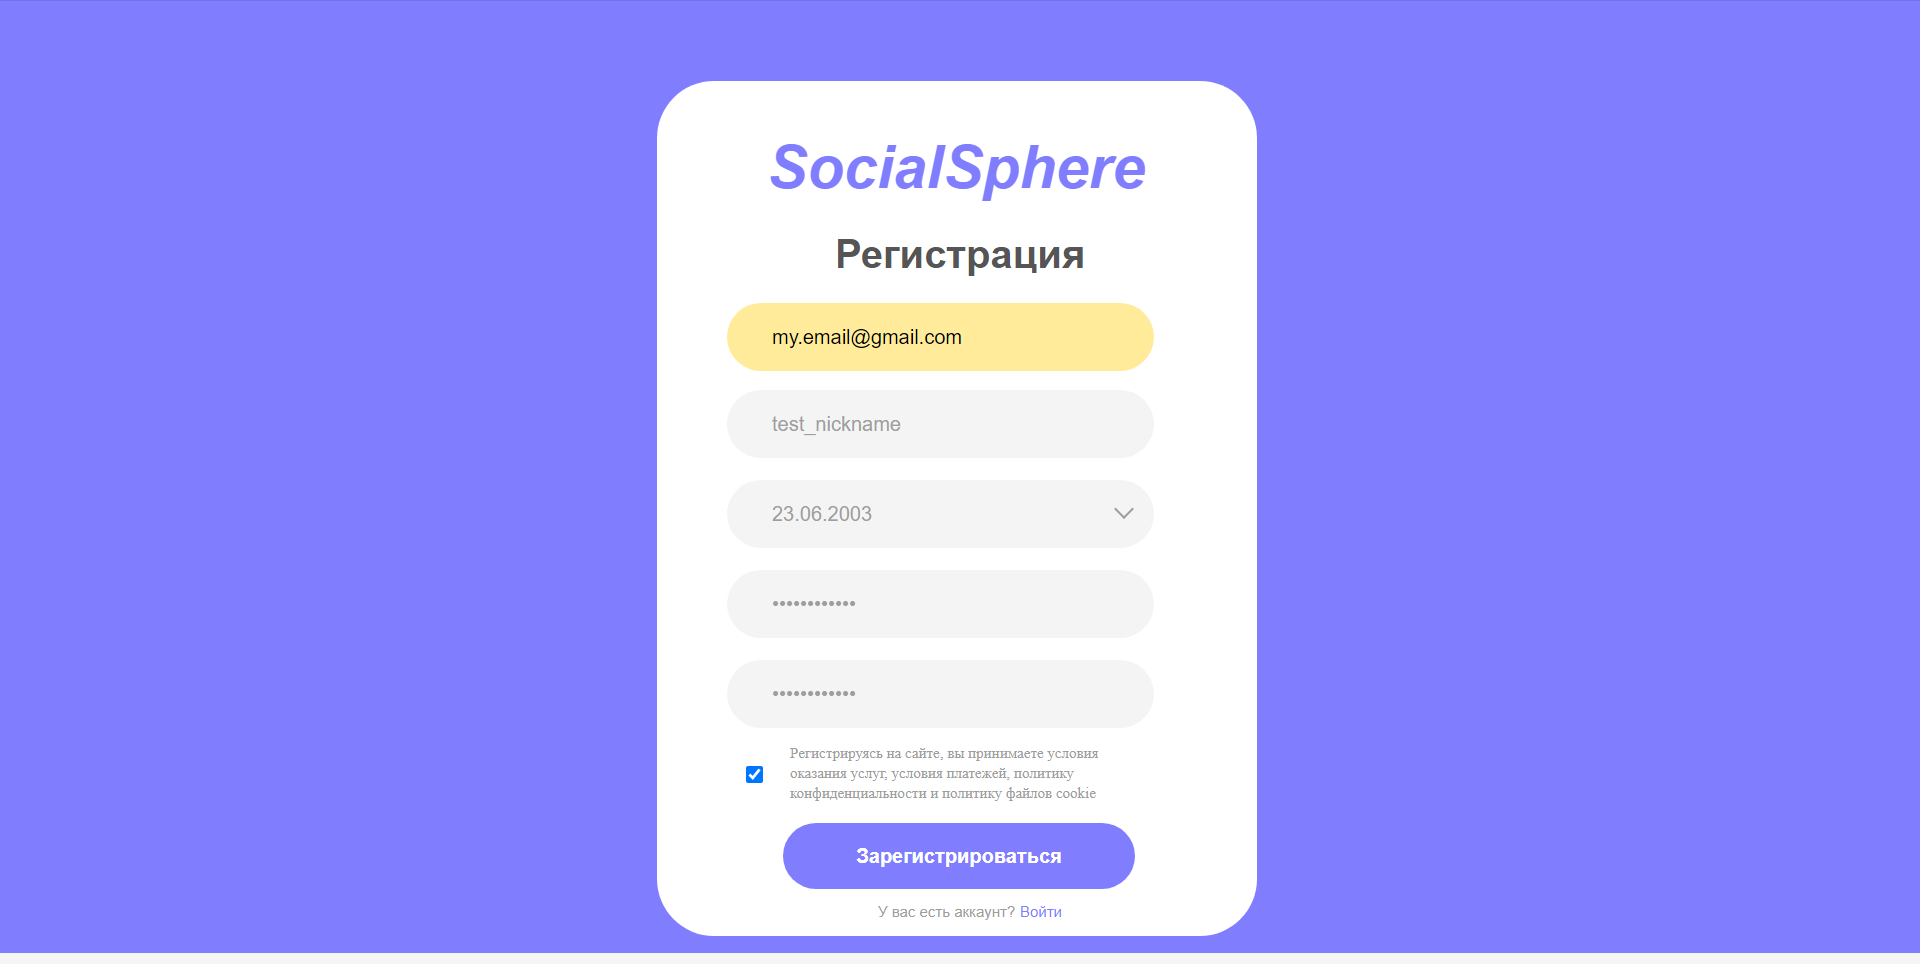 SocialSphere
Регистрация
my.email@gmail.com
test_nickname
23.06.2003
••••••••••••
••••••••••••
Регистрируясь на сайте, вы принимаете условия
оказания услуг, условия платежей, политику
конфиденциальности и политику файлов cookie
Зарегистрироваться
У вас есть аккаунт? Войти